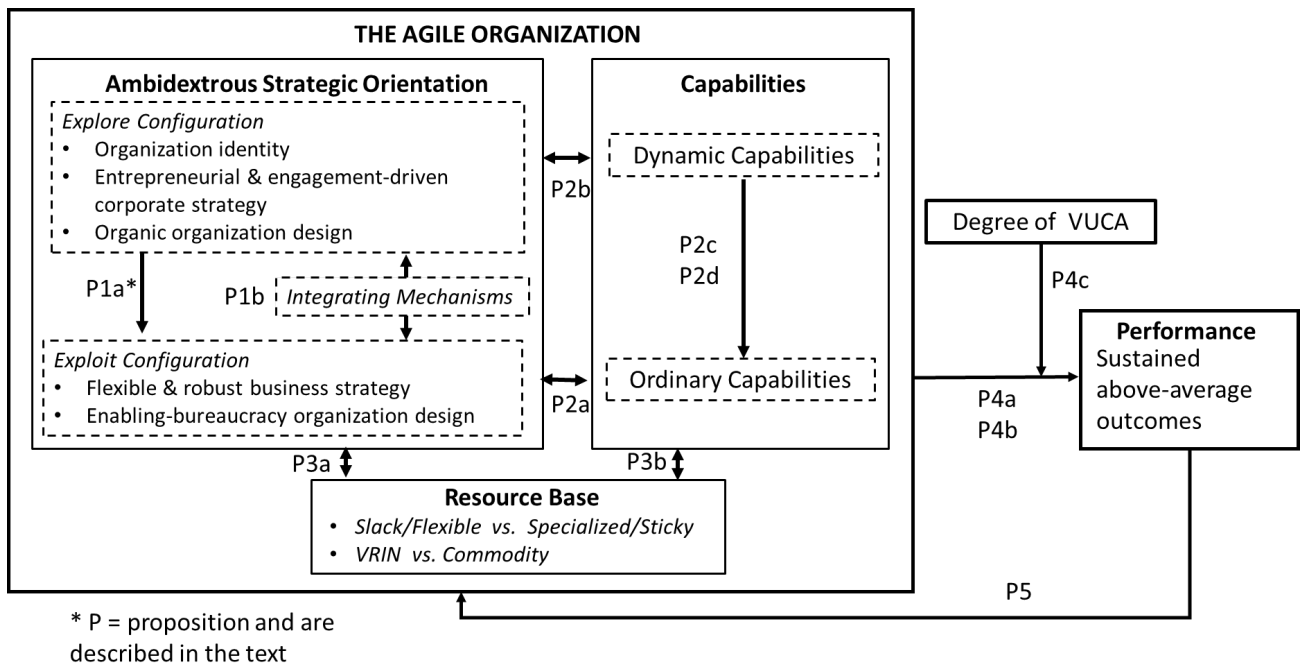 THE AGILE ORGANIZATION
Ambidextrous Strategic Orientation
Explore Configuration
• Organization identity
• Entrepreneurial & engagement-driven
corporate strategy
• Organic organization design
P1a*
P1b
Integrating Mechanisms
Exploit Configuration
• Flexible & robust business strategy
• Enabling-bureaucracy organization design
P2b
P2a
Capabilities
Dynamic Capabilities
P2c
P2d
Ordinary Capabilities
P3a
P3b
Resource Base
• Slack/Flexible vs. Specialized/Sticky
• VRIN vs. Commodity
Degree of VUCA
P4c
P4a
P4b
Performance
Sustained
above-average
outcomes
P5
* P = proposition and are
described in the text